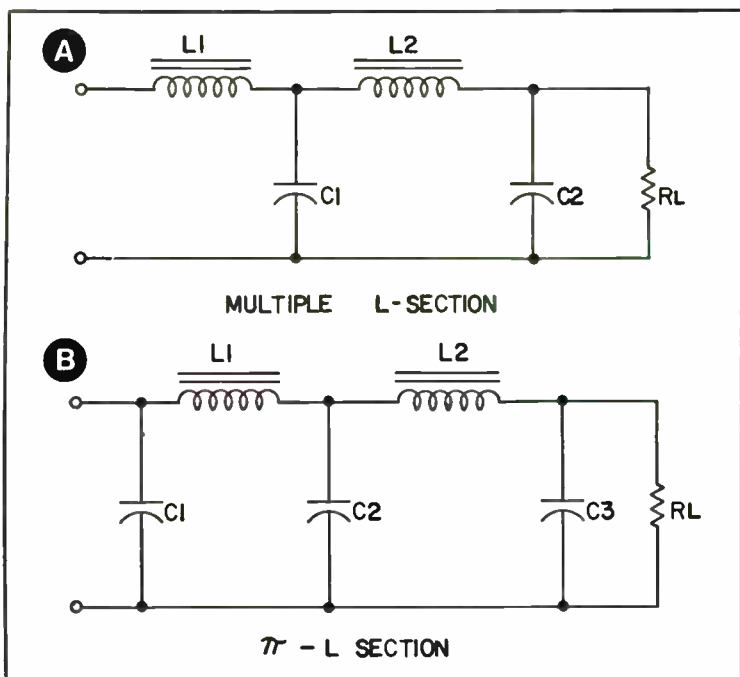 A
L1 L2
C1 C2 RL
MULTIPLE L-SECTION
B
L1 L2
C1 C2 C3 RL
π - L SECTION